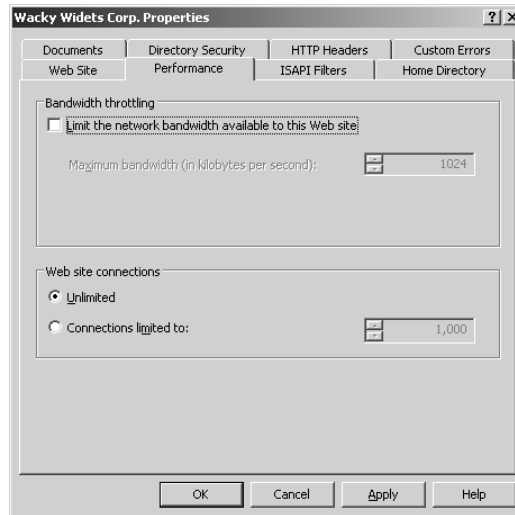 Wacky Widets Corp. Properties
Documents Directory Security HTTP Headers Custom Errors
Web Site Performance ISAPI Filters Home Directory
Bandwidth throttling
Limit the network bandwidth available to this Web site
Maximum bandwidth (in kilobytes per second): 1024
Web site connections
Unlimited
Connections limited to: 1,000
OK Cancel Apply Help